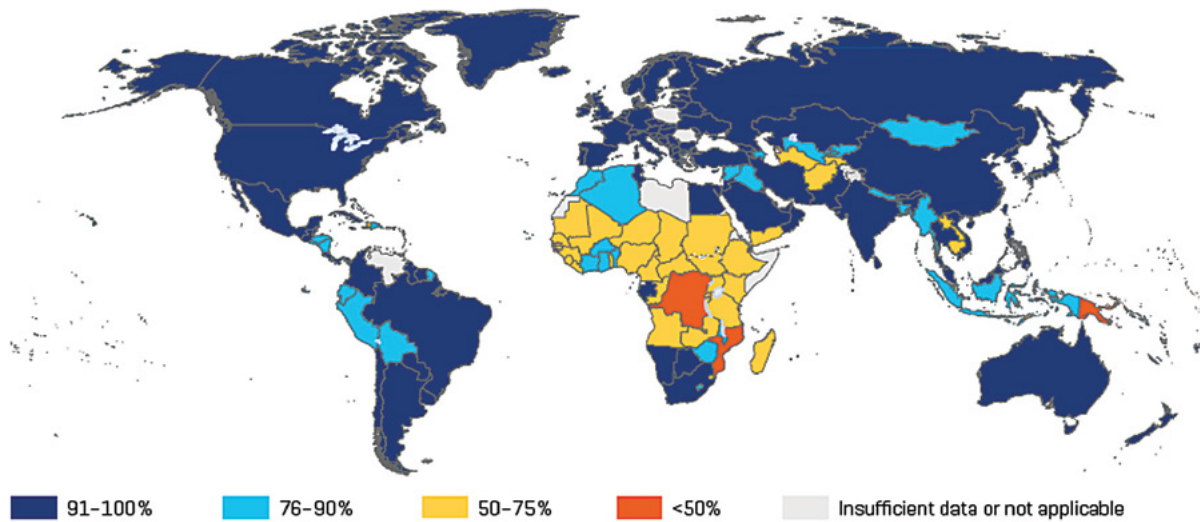 91–100% 76–90% 50–75% <50% Insufficient data or not applicable